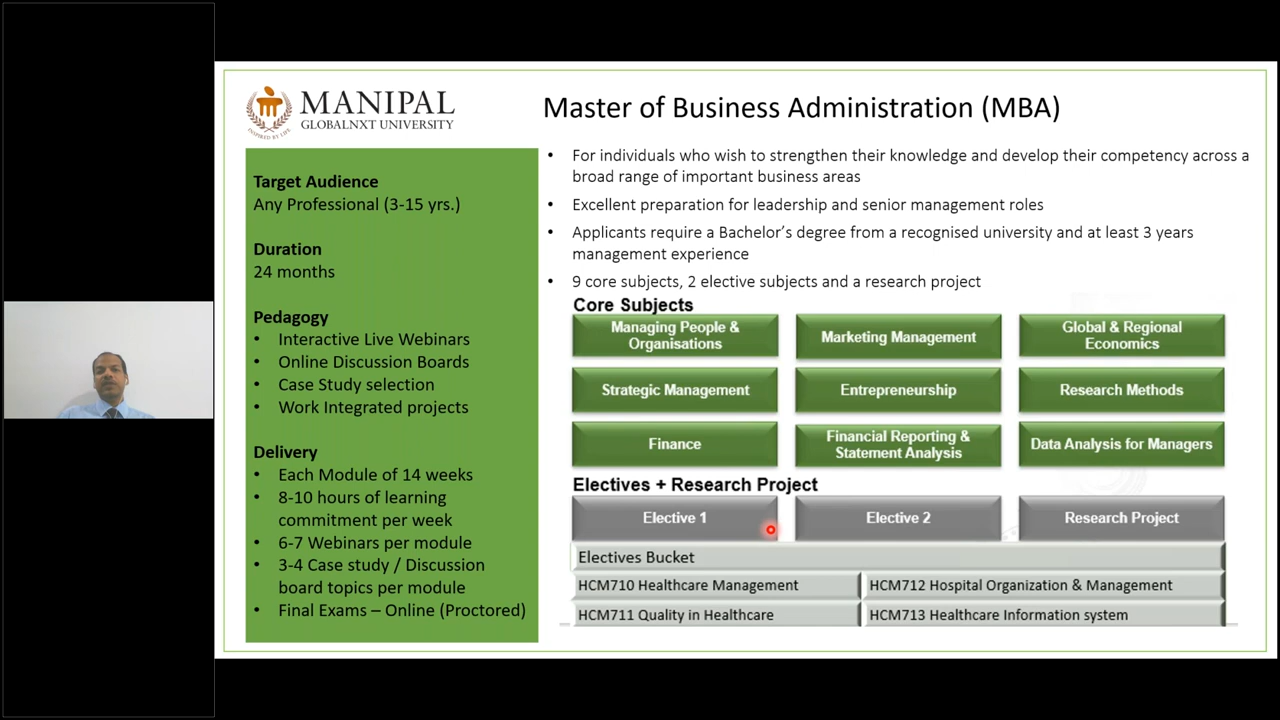 MANIPAL
GLOBALNXT UNIVERSITY
INSPIRED BY LIFE
Master of Business Administration (MBA)
Target Audience
Any Professional (3-15 yrs.)
Duration
24 months
Pedagogy
• Interactive Live Webinars
• Online Discussion Boards
• Case Study selection
• Work Integrated projects
Delivery
• Each Module of 14 weeks
• 8-10 hours of learning
commitment per week
• 6-7 Webinars per module
• 3-4 Case study / Discussion
board topics per module
• Final Exams – Online (Proctored)
• For individuals who wish to strengthen their knowledge and develop their competency across a
broad range of important business areas
• Excellent preparation for leadership and senior management roles
• Applicants require a Bachelor’s degree from a recognised university and at least 3 years
management experience
• 9 core subjects, 2 elective subjects and a research project
Core Subjects
Managing People &
Organisations
Marketing Management
Global & Regional
Economics
Strategic Management
Entrepreneurship
Research Methods
Finance
Financial Reporting &
Statement Analysis
Data Analysis for Managers
Electives + Research Project
Elective 1
Elective 2
Research Project
Electives Bucket
HCM710 Healthcare Management
HCM712 Hospital Organization & Management
HCM711 Quality in Healthcare
HCM713 Healthcare Information system